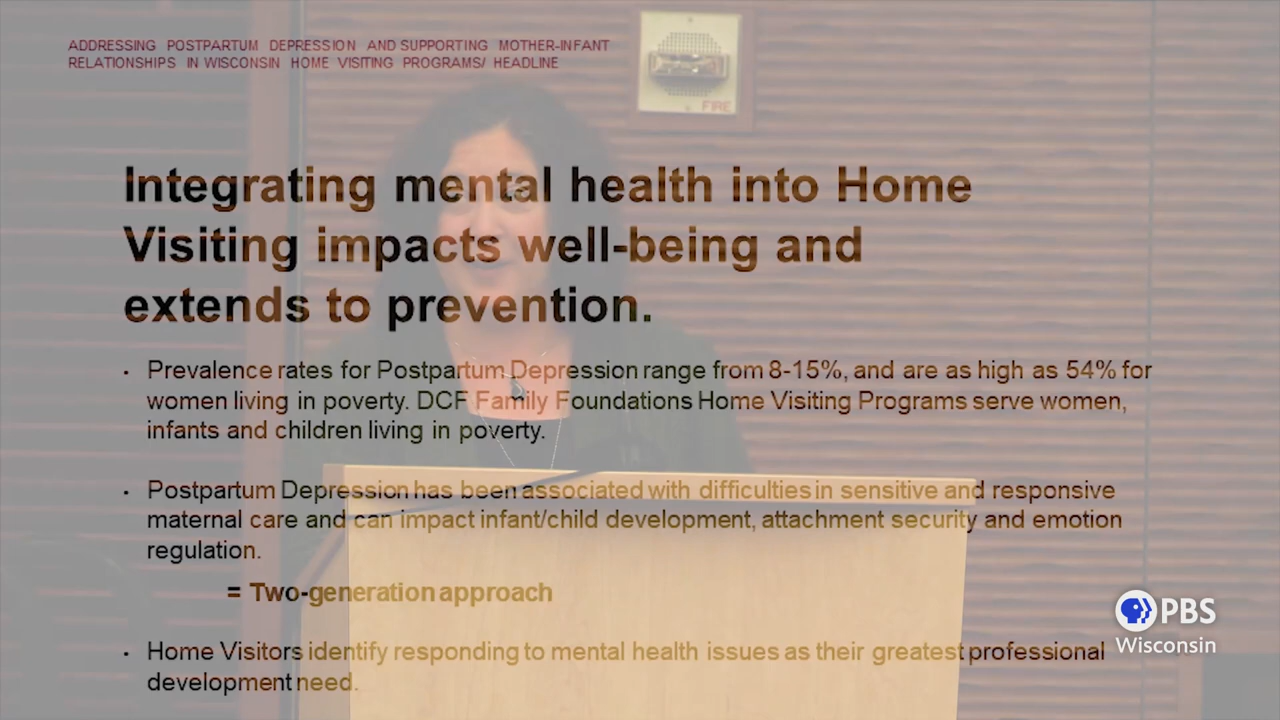 ADDRESSING POSTPARTUM DEPRESSION AND SUPPORTING MOTHER-INFANT
RELATIONSHIPS IN WISCONSIN HOME VISITING PROGRAMS/ HEADLINE
FIRE
Integrating mental health into Home
Visiting impacts well-being and
extends to prevention.
• Prevalence rates for Postpartum Depression range from 8-15%, and are as high as 54% for
women living in poverty. DCF Family Foundations Home Visiting Programs serve women,
infants and children living in poverty.
• Postpartum Depression has been associated with difficulties in sensitive and responsive
maternal care and can impact infant/child development, attachment security and emotion
regulation.
= Two-generation approach
• Home Visitors identify responding to mental health issues as their greatest professional
development need.
PBS
Wisconsin